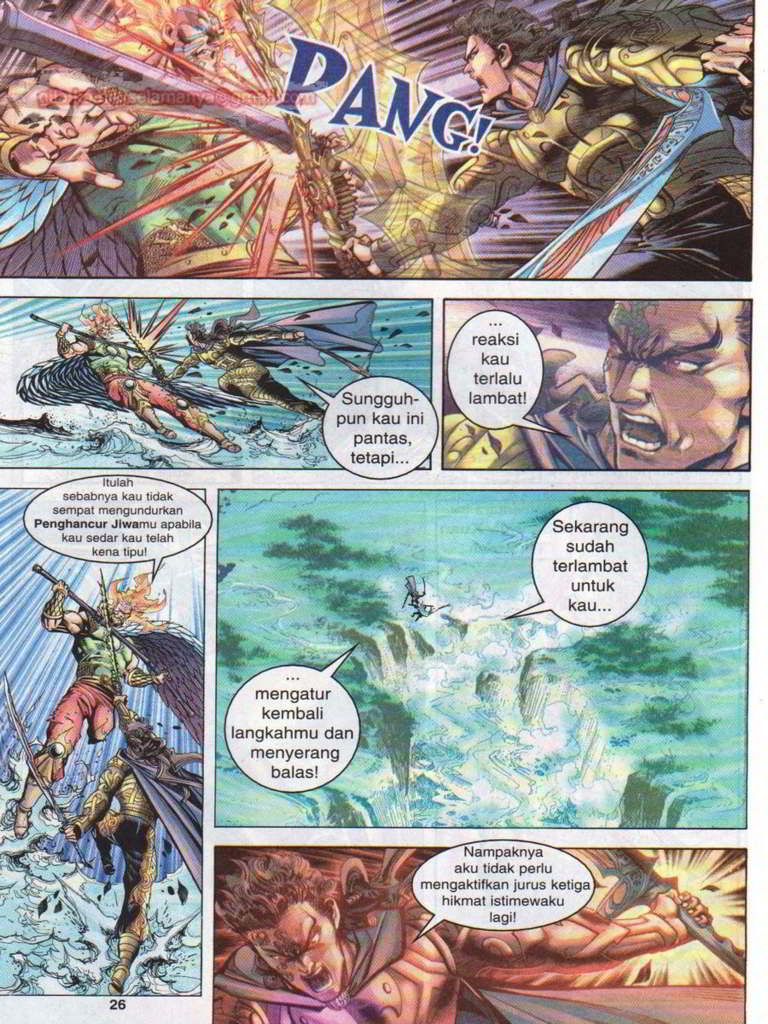 PANG!
Sungguh-
pun kau ini
pantas,
tetapi...
...
reaksi
kau
terlalu
lambat!
Itulah
sebabnya kau tidak
sempat mengundurkan
Penghancur Jiwamu apabila
kau sedar kau telah
kena tipu!
Sekarang
sudah
terlambat
untuk
kau...
...
mengatur
kembali
langkahmu dan
menyerang
balas!
Nampaknya
aku tidak perlu
mengaktifkan jurus ketiga
hikmat istimewaku
lagi!
26